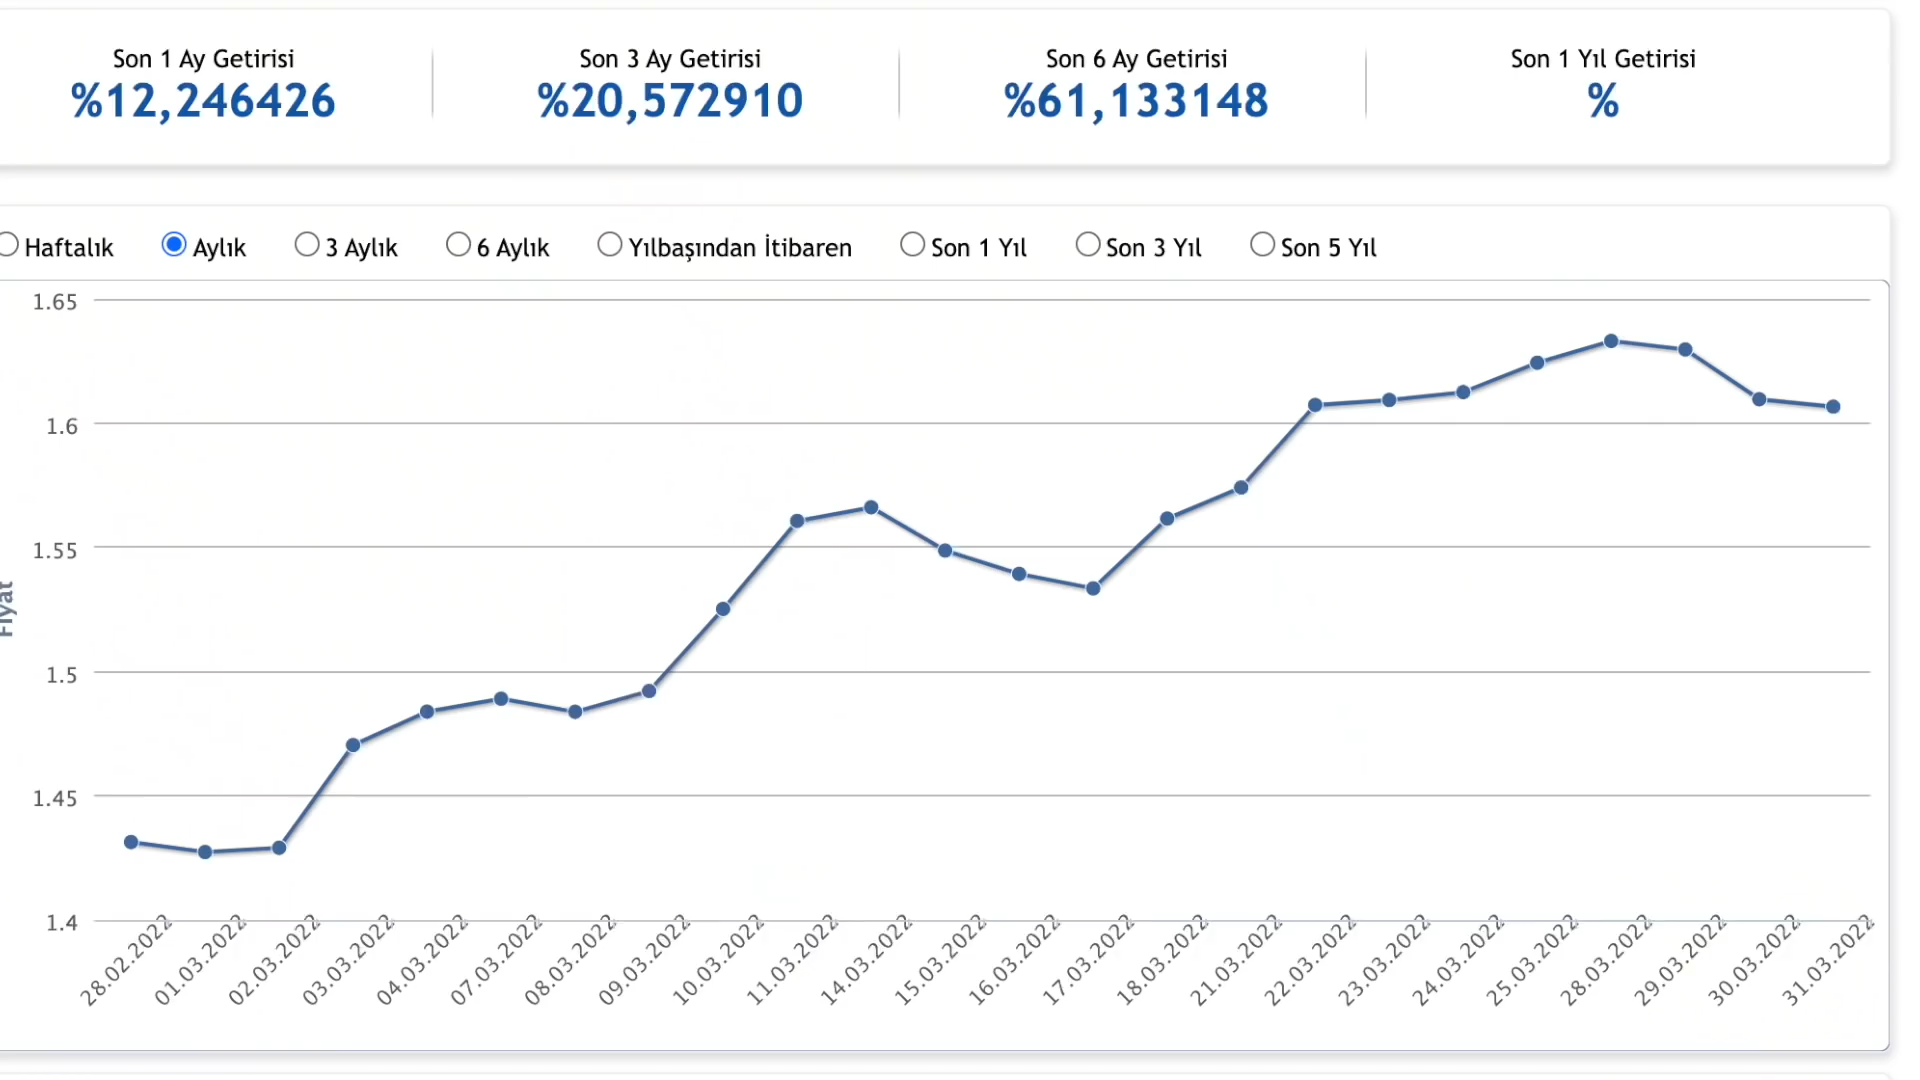 Son 1 Ay Getirisi
%12,246426
Son 3 Ay Getirisi
%20,572910
Son 6 Ay Getirisi
%61,133148
Son 1 Yıl Getirisi
%
Haftalık
Aylık
3 Aylık
6 Aylık
Yılbaşından İtibaren
Son 1 Yıl
Son 3 Yıl
Son 5 Yıl
1.65
1.6
1.55
1.5
1.45
1.4
Fiyat
28.02.2022
01.03.2022
02.03.2022
03.03.2022
04.03.2022
07.03.2022
08.03.2022
09.03.2022
10.03.2022
11.03.2022
14.03.2022
15.03.2022
16.03.2022
17.03.2022
18.03.2022
21.03.2022
22.03.2022
23.03.2022
24.03.2022
25.03.2022
28.03.2022
29.03.2022
30.03.2022
31.03.2022